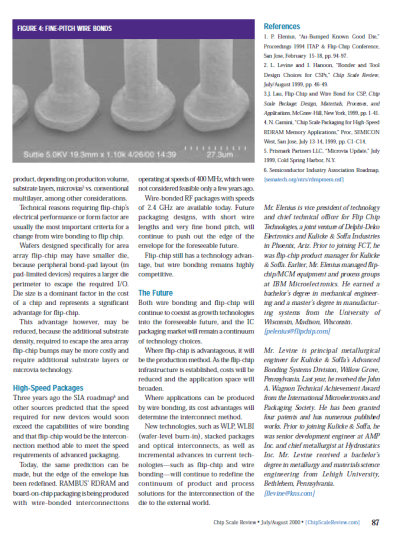 FIGURE 4: FINE-PITCH WIRE BONDS
Suttie 5.0KV 19.3mm x 1.10k 4/26/00 14:39
27.3um
product, depending on production volume,
substrate layers, microvias⁵ vs. conventional
multilayer, among other considerations.
Technical reasons requiring flip-chip's
electrical performance or form factor are
usually the most important criteria for a
change from wire bonding to flip chip.
Wafers designed specifically for area
array flip-chip may have smaller die,
because peripheral bond-pad layout (in
pad-limited devices) requires a larger die
perimeter to escape the required I/O.
Die size is a dominant factor in the cost
of a chip and represents a significant
advantage for flip-chip.
This advantage however, may be
reduced, because the additional substrate
density, required to escape the area array
flip-chip bumps may be more costly and
require additional substrate layers or
microvia technology.
High-Speed Packages
Three years ago the SIA roadmap⁶ and
other sources predicted that the speed
required for new devices would soon
exceed the capabilities of wire bonding
and that flip-chip would be the intercon-
nection method able to meet the speed
requirements of advanced packaging.
Today, the same prediction can be
made, but the edge of the envelope has
been redefined. RAMBUS' RDRAM and
board-on-chip packaging is being produced
with wire-bonded interconnections
operating at speeds of 400 MHz, which were
not considered feasible only a few years ago.
Wire-bonded RF packages with speeds
of 2.4 GHz are available today. Future
packaging designs, with short wire
lengths and very fine bond pitch, will
continue to push out the edge of the
envelope for the foreseeable future.
Flip-chip still has a technology advan-
tage, but wire bonding remains highly
competitive.
The Future
Both wire bonding and flip-chip will
continue to coexist as growth technologies
into the foreseeable future, and the IC
packaging market will remain a continuum
of technology choices.
Where flip-chip is advantageous, it will
be the production method. As the flip-chip
infrastructure is established, costs will be
reduced and the application space will
broaden.
Where applications can be produced
by wire bonding, its cost advantages will
determine the interconnect method.
New technologies, such as WLP, WLBI
(wafer-level burn-in), stacked packages
and optical interconnects, as well as
incremental advances in current tech-
nologies—such as flip-chip and wire
bonding—will continue to redefine the
continuum of product and process
solutions for the interconnection of the
die to the external world.
References
1. P. Elenius, "Au-Bumped Known Good Die,"
Proceedings 1994 ITAP & Flip-Chip Conference,
San Jose, February 15-18, pp. 94-97.
2. L. Levine and I. Hanoon, "Bonder and Tool
Design Choices for CSPs," Chip Scale Review,
July/August 1999, pp. 46-49.
3.J. Lau, Flip-Chip and Wire Bond for CSP. Chip
Scale Package: Design, Materials, Processes, and
Applications, McGraw-Hill, New York, 1999, pp. 1-41.
4. N. Gamini, "Chip Scale Packaging for High-Speed
RDRAM Memory Applications," Proc. SEMICON
West, San Jose, July 13-14, 1999, pp. C1-C14.
5. Prismark Partners LLC, "Microvia Update," July
1999, Cold Spring Harbor, N.Y.
6. Semiconductor Industry Association Roadmap.
Mr. Elenius is vice president of technology
and chief technical officer for Flip Chip
Technologies, a joint venture of Delphi-Delco
Electronics and Kulicke & Soffa Industries
in Phoenix, Ariz. Prior to joining FCT, he
was flip-chip product manager for Kulicke
& Soffa. Earlier, Mr. Elenius managed flip-
chip/MCM equipment and process groups
at IBM Microelectronics. He earned a
bachelor's degree in mechanical engineer-
ing and a master's degree in manufactur-
ing systems from the University of
Wisconsin, Madison, Wisconsin.
[pelenius@flipchip.com]
Mr. Levine is principal metallurgical
engineer for Kulicke & Soffa's Advanced
Bonding Systems Division, Willow Grove,
Pennsylvania. Last year, he received the John
A. Wagnon Technical Achievement Award
from the International Microelectronics and
Packaging Society. He has been granted
four patents and has numerous published
works. Prior to joining Kulicke & Soffa, he
was senior development engineer at AMP
Inc. and chief metallurgist at Hydrostatics
Inc. Mr. Levine received a bachelor's
degree in metallurgy and materials science
engineering from Lehigh University,
Bethlehem, Pennsylvania.
[llevine@kns.com]
Chip Scale Review • July/August 2000 • [ChipScaleReview.com] 87